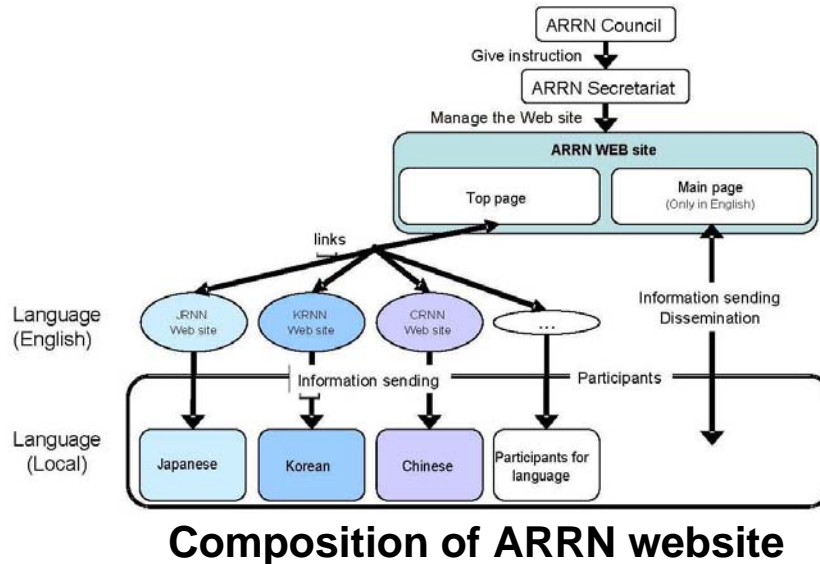 ARRN Council
Give instruction
ARRN Secretariat
Manage the Web site
ARRN WEB site
Top page
Main page
(Only in English)
links
Language
(English)
JRNN
Web site
KRNN
Web site
CRNN
Web site
...
Information sending
Dissemination
Information sending
Participants
Language
(Local)
Japanese
Korean
Chinese
Participants for
language
Composition of ARRN website